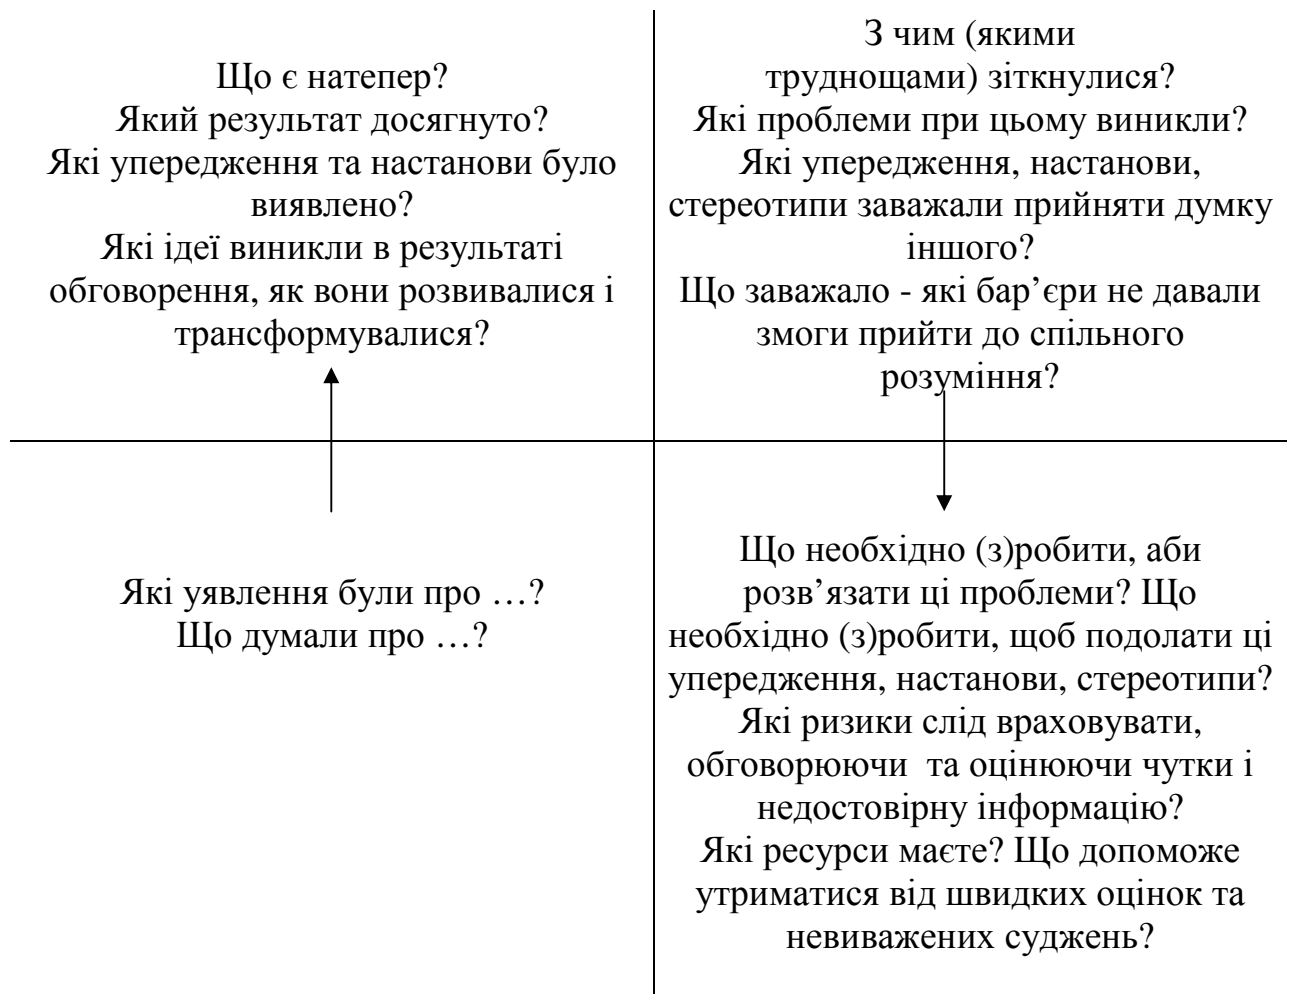 Що є натепер?
Який результат досягнуто?
Які упередження та настанови було
виявлено?
Які ідеї виникли в результаті
обговорення, як вони розвивалися і
трансформувалися?
З чим (якими
труднощами) зіткнулися?
Які проблеми при цьому виникли?
Які упередження, настанови,
стереотипи заважали прийняти думку
іншого?
Що заважало - які бар’єри не давали
змоги прийти до спільного
розуміння?
Які уявлення були про …?
Що думали про …?
Що необхідно (з)робити, аби
розв’язати ці проблеми? Що
необхідно (з)робити, щоб подолати ці
упередження, настанови, стереотипи?
Які ризики слід враховувати,
обговорюючи  та оцінюючи чутки і
недостовірну інформацію?
Які ресурси маєте? Що допоможе
утриматися від швидких оцінок та
невиважених суджень?